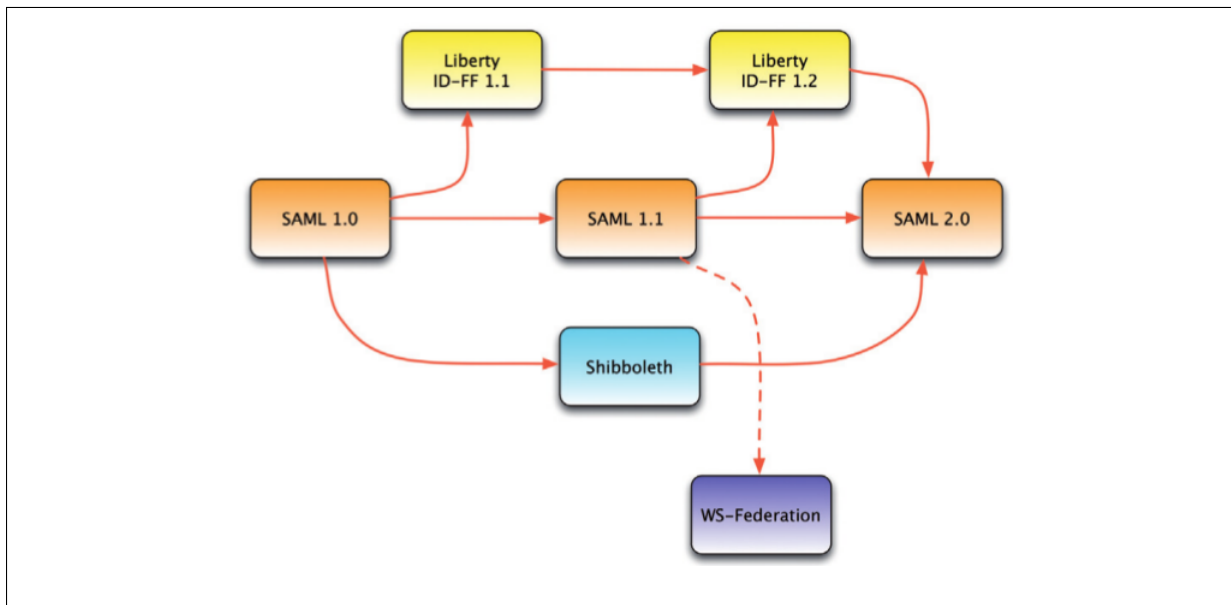 Liberty
ID-FF 1.1
Liberty
ID-FF 1.2
SAML 1.0
SAML 1.1
SAML 2.0
Shibboleth
WS-Federation